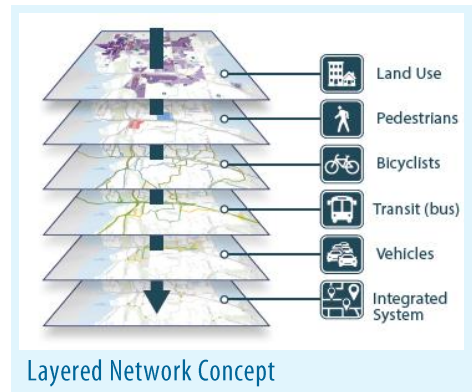 Land Use
Pedestrians
Bicyclists
Transit (bus)
Vehicles
Integrated
System
Layered Network Concept